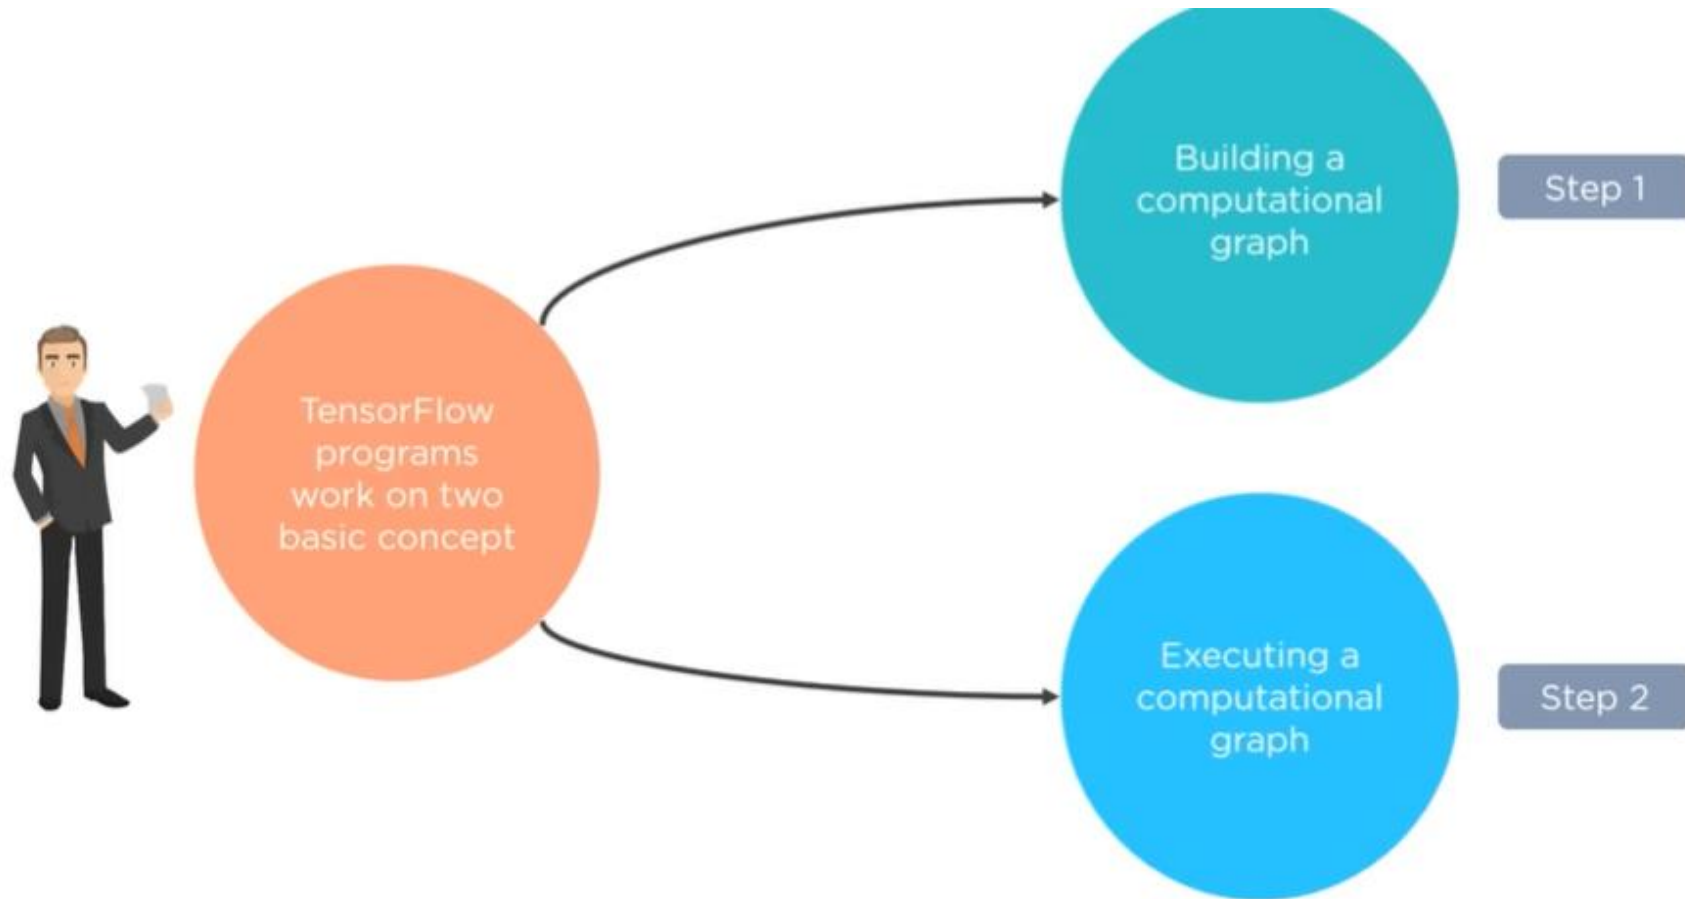 TensorFlow
programs
work on two
basic concept
Building a
computational
graph
Step 1
Executing a
computational
graph
Step 2